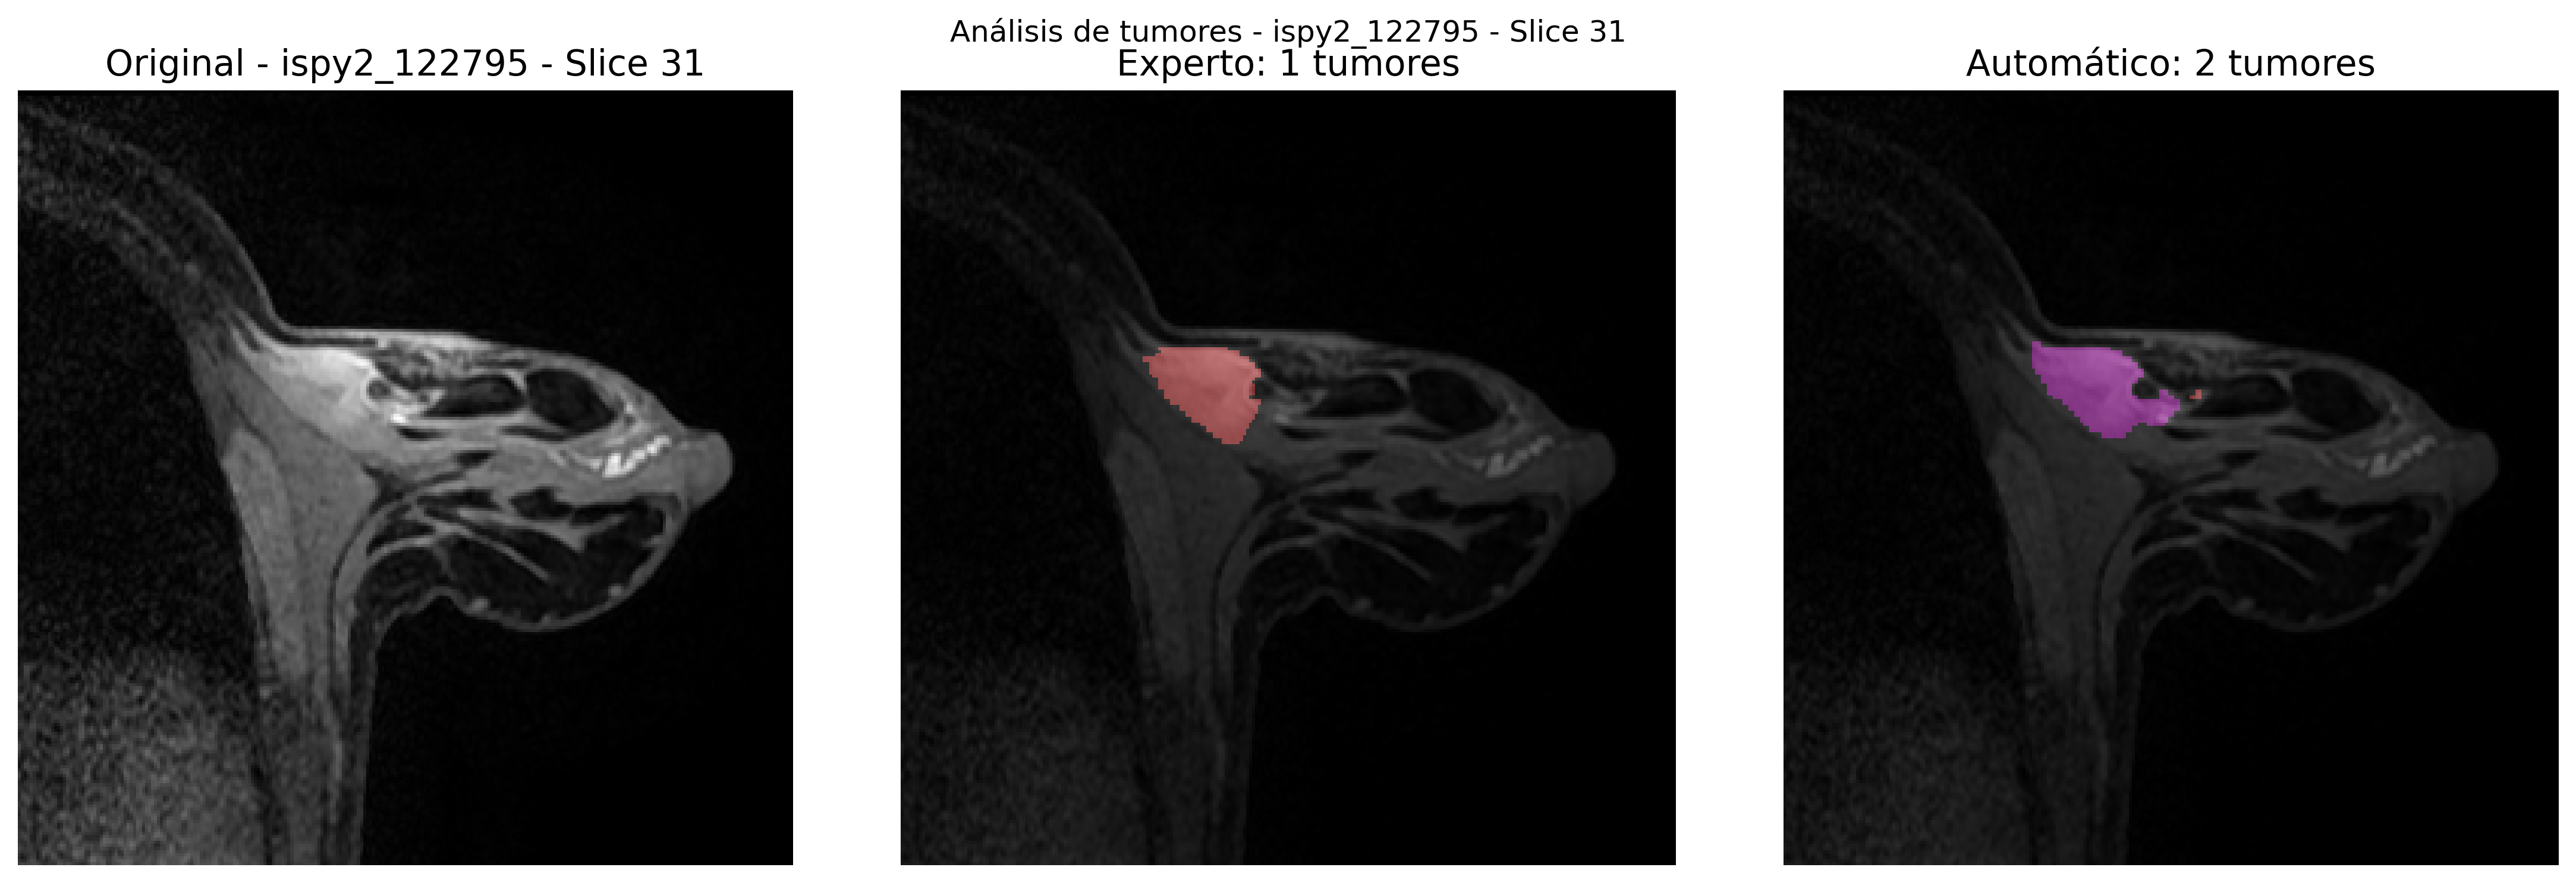 Análisis de tumores - ispy2_122795 - Slice 31
Original - ispy2_122795 - Slice 31
Experto: 1 tumores
Automático: 2 tumores